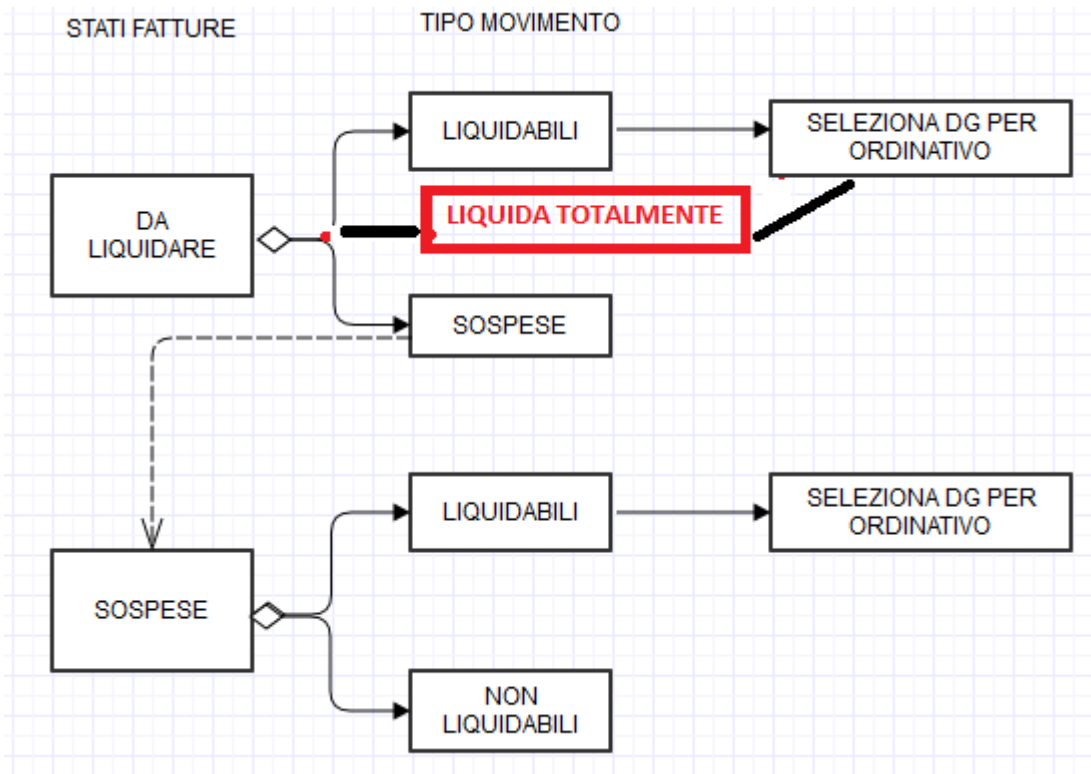 STATI FATTURE
TIPO MOVIMENTO
LIQUIDABILI
SELEZIONA DG PER
ORDINATIVO
DA
LIQUIDARE
LIQUIDA TOTALMENTE
SOSPESE
LIQUIDABILI
SELEZIONA DG PER
ORDINATIVO
SOSPESE
NON
LIQUIDABILI